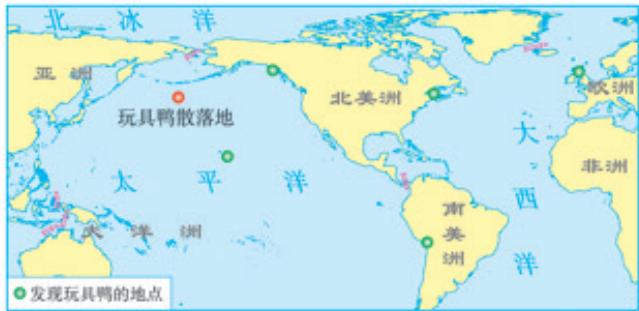 北冰洋
亚洲
北美洲
欧洲
玩具鸭散落地
大西洋
非洲
太平洋
南美洲
大洋洲
发现玩具鸭的地点